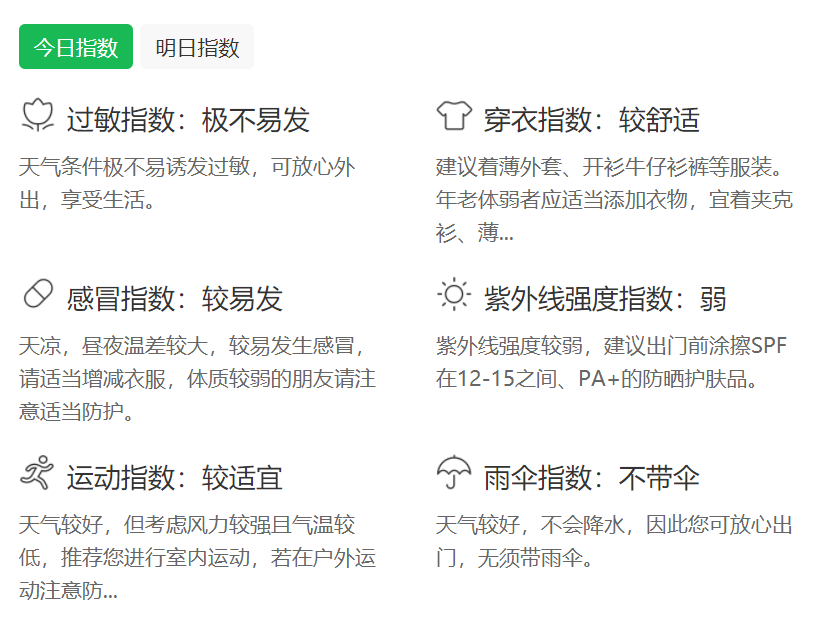 今日指数 明日指数
过敏指数：极不易发
天气条件极不易诱发过敏，可放心外
出，享受生活。
穿衣指数：较舒适
建议着薄外套、开衫牛仔衫裤等服装。
年老体弱者应适当添加衣物，宜着夹克
衫、薄...
感冒指数：较易发
天凉，昼夜温差较大，较易发生感冒，
请适当增减衣服，体质较弱的朋友请注
意适当防护。
紫外线强度指数：弱
紫外线强度较弱，建议出门前涂擦SPF
在12-15之间、PA+的防晒护肤品。
运动指数：较适宜
天气较好，但考虑风力较强且气温较
低，推荐您进行室内运动，若在户外运
动注意防...
雨伞指数：不带伞
天气较好，不会降水，因此您可放心出
门，无须带雨伞。